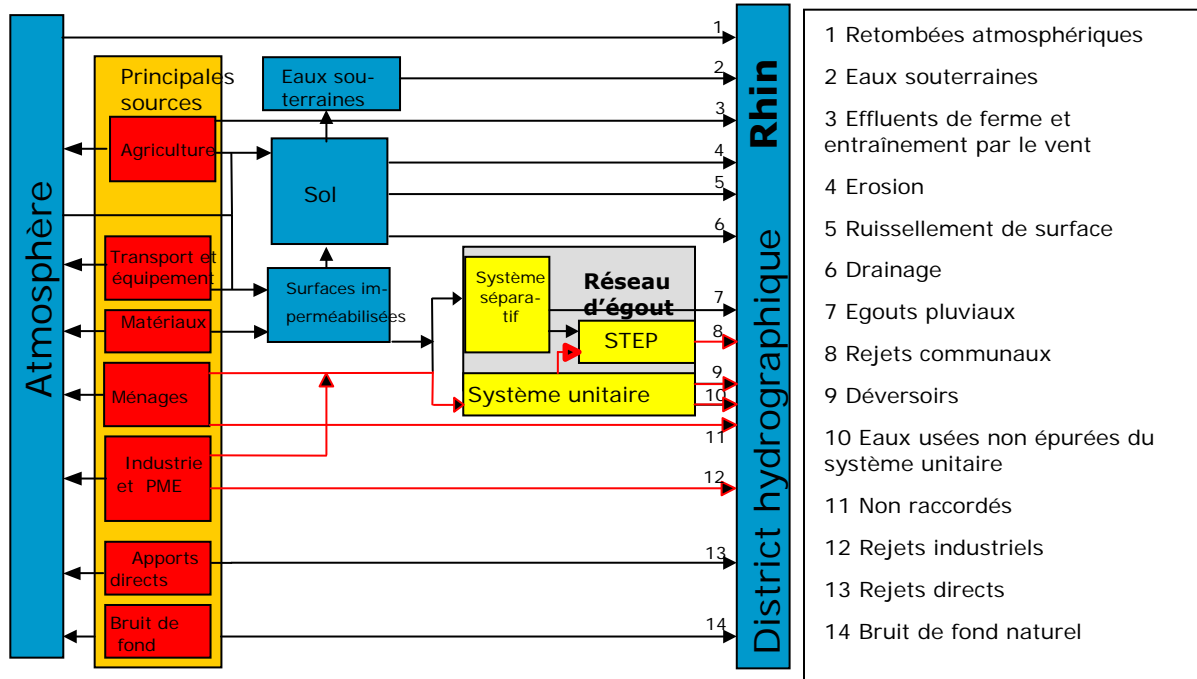 Atmosphère
Principales
sources
Agriculture
Transport et
équipement
Matériaux
Ménages
Industrie
et PME
Apports
directs
Bruit de
fond
Eaux sou-
terraines
Sol
Surfaces im-
perméabilisées
Système
sépara-
tif
Réseau
d'égout
STEP
Système unitaire
1
2
3
4
5
6
7
8
9
10
11
12
13
14
District hydrographique Rhin
1 Retombées atmosphériques
2 Eaux souterraines
3 Effluents de ferme et
entraînement par le vent
4 Erosion
5 Ruissellement de surface
6 Drainage
7 Egouts pluviaux
8 Rejets communaux
9 Déversoirs
10 Eaux usées non épurées du
système unitaire
11 Non raccordés
12 Rejets industriels
13 Rejets directs
14 Bruit de fond naturel